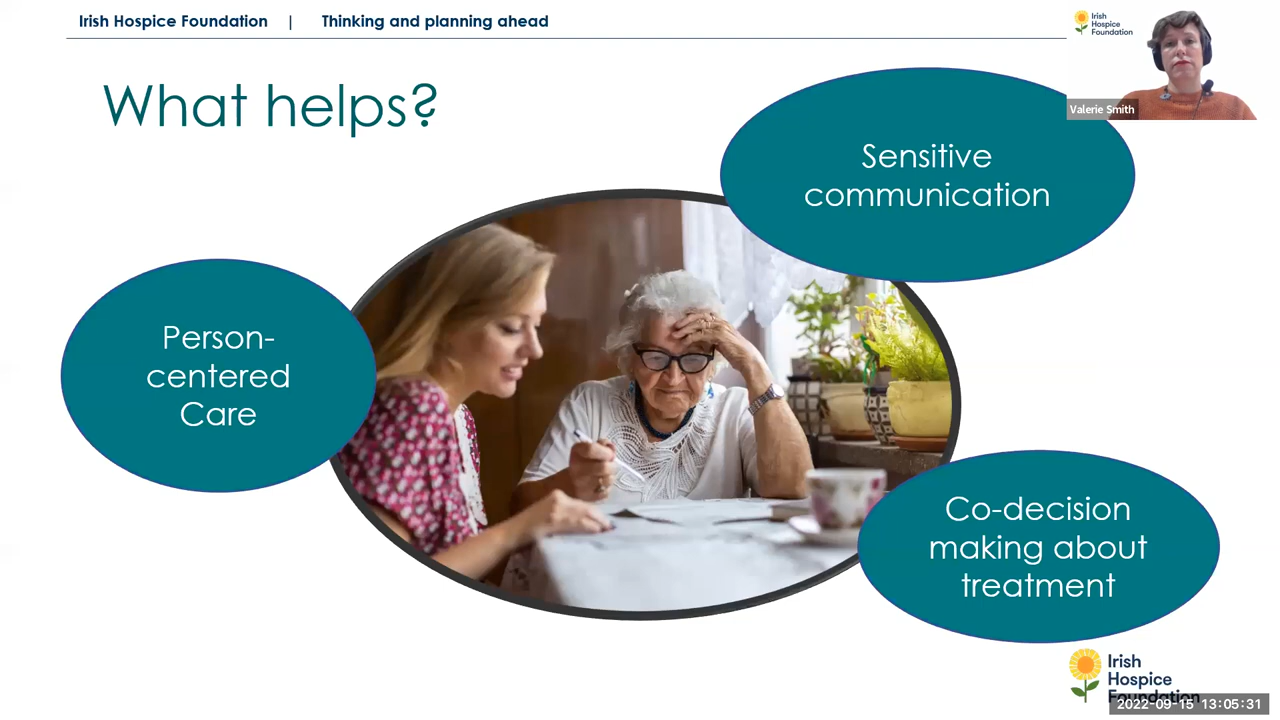 Irish Hospice Foundation | Thinking and planning ahead
Irish
Hospice
Foundation
Valerie Smith
What helps?
Sensitive
communication
Person-
centered
Care
Co-decision
making about
treatment
Irish
Hospice
Foundation
2022-09-15 13:05:31